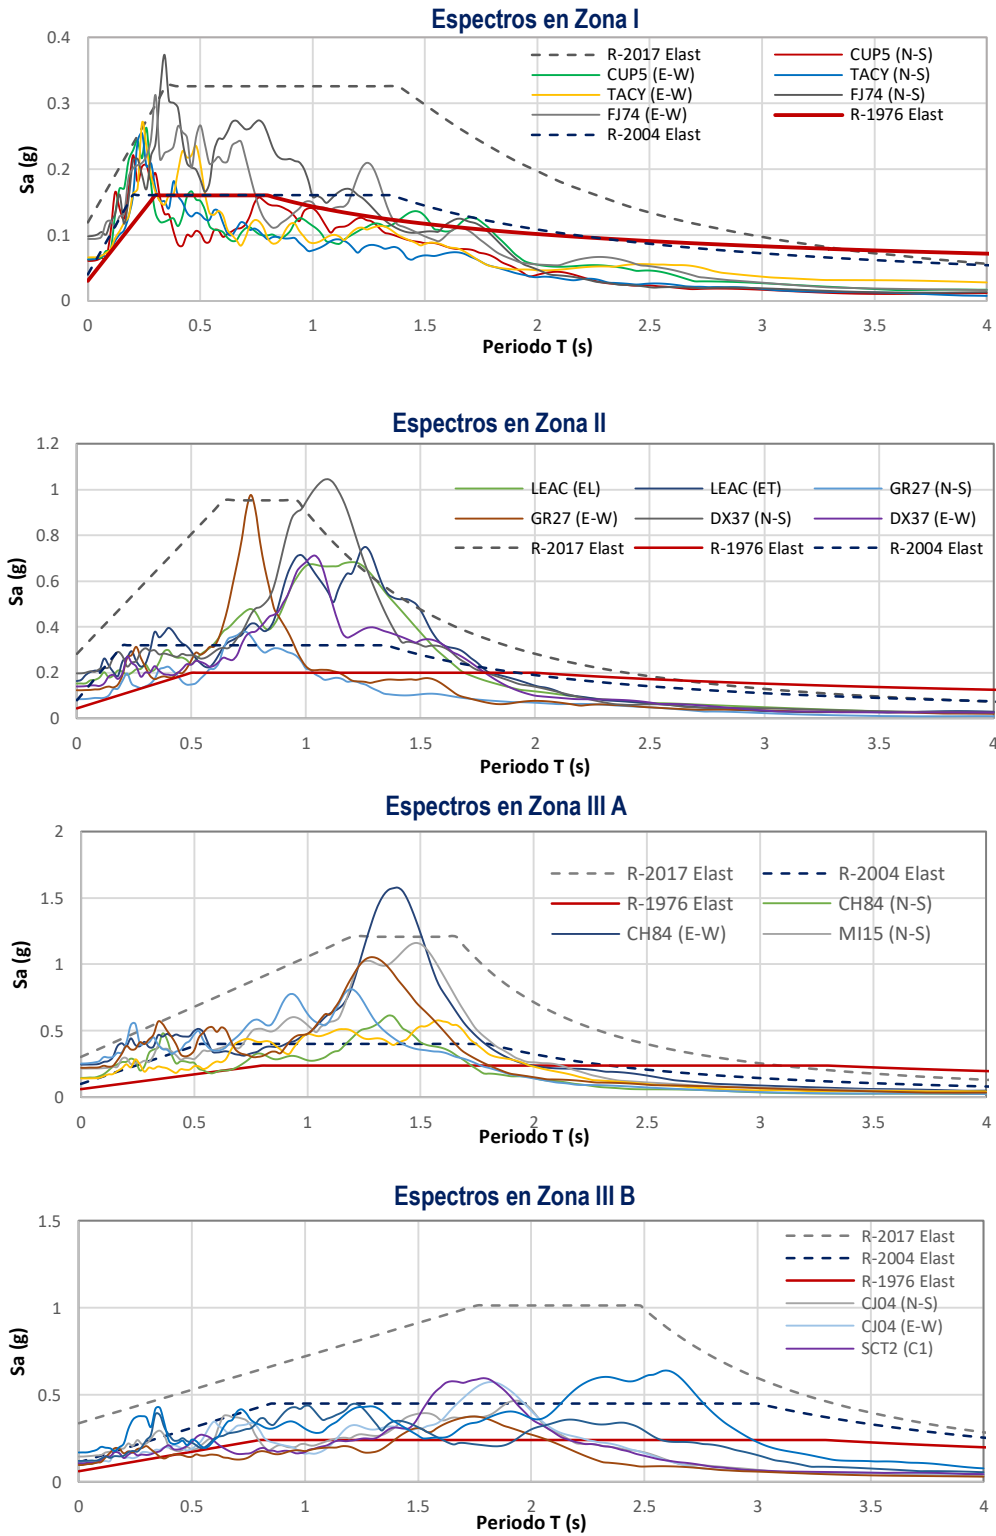 Espectros en Zona I
0.4
R-2017 Elast CUP5 (N-S)
CUP5 (E-W) TACY (N-S)
0.3
TACY (E-W) FJ74 (N-S)
FJ74 (E-W) R-1976 Elast
R-2004 Elast
Sa (g)
0.2
0.1
0
0 0.5 1 1.5 2 2.5 3 3.5 4
Periodo T (s)
Espectros en Zona II
1.2
1
LEAC (EL) LEAC (ET) GR27 (N-S)
GR27 (E-W) DX37 (N-S) DX37 (E-W)
0.8
R-2017 Elast R-1976 Elast R-2004 Elast
Sa (g)
0.6
0.4
0.2
0
0 0.5 1 1.5 2 2.5 3 3.5 4
Periodo T (s)
Espectros en Zona III A
2
R-2017 Elast R-2004 Elast
1.5
R-1976 Elast CH84 (N-S)
CH84 (E-W) MI15 (N-S)
Sa (g)
1
0.5
0
0 0.5 1 1.5 2 2.5 3 3.5 4
Periodo T (s)
Espectros en Zona III B
1.5
R-2017 Elast
R-2004 Elast
R-1976 Elast
CJ04 (N-S)
1
CJ04 (E-W)
SCT2 (C1)
Sa (g)
0.5
0
0 0.5 1 1.5 2 2.5 3 3.5 4
Periodo T (s)